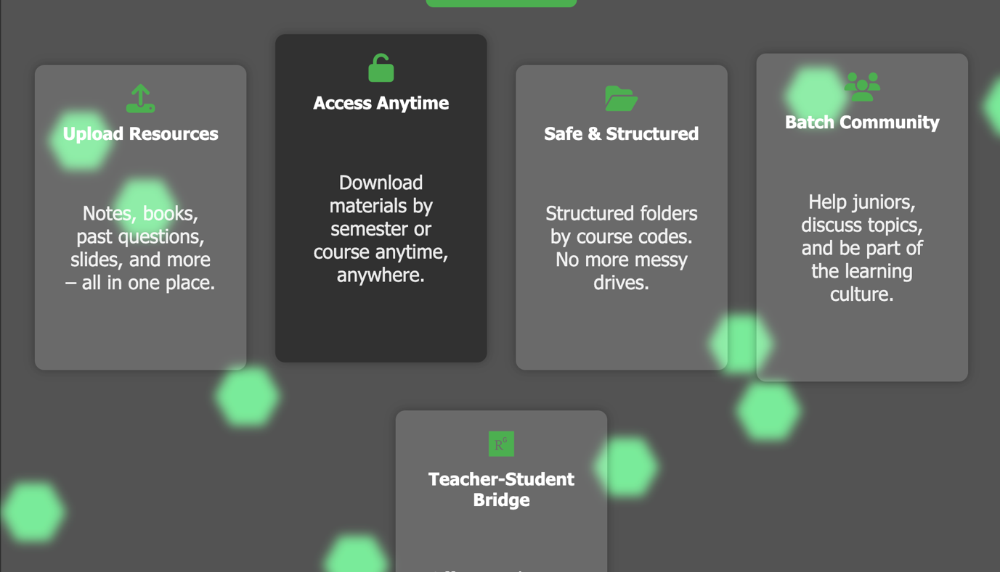 Upload Resources
Notes, books,
past questions,
slides, and more
– all in one place.
Access Anytime
Download
materials by
semester or
course anytime,
anywhere.
Safe & Structured
Structured folders
by course codes.
No more messy
drives.
Batch Community
Help juniors,
discuss topics,
and be part of
the learning
culture.
RG
Teacher-Student
Bridge